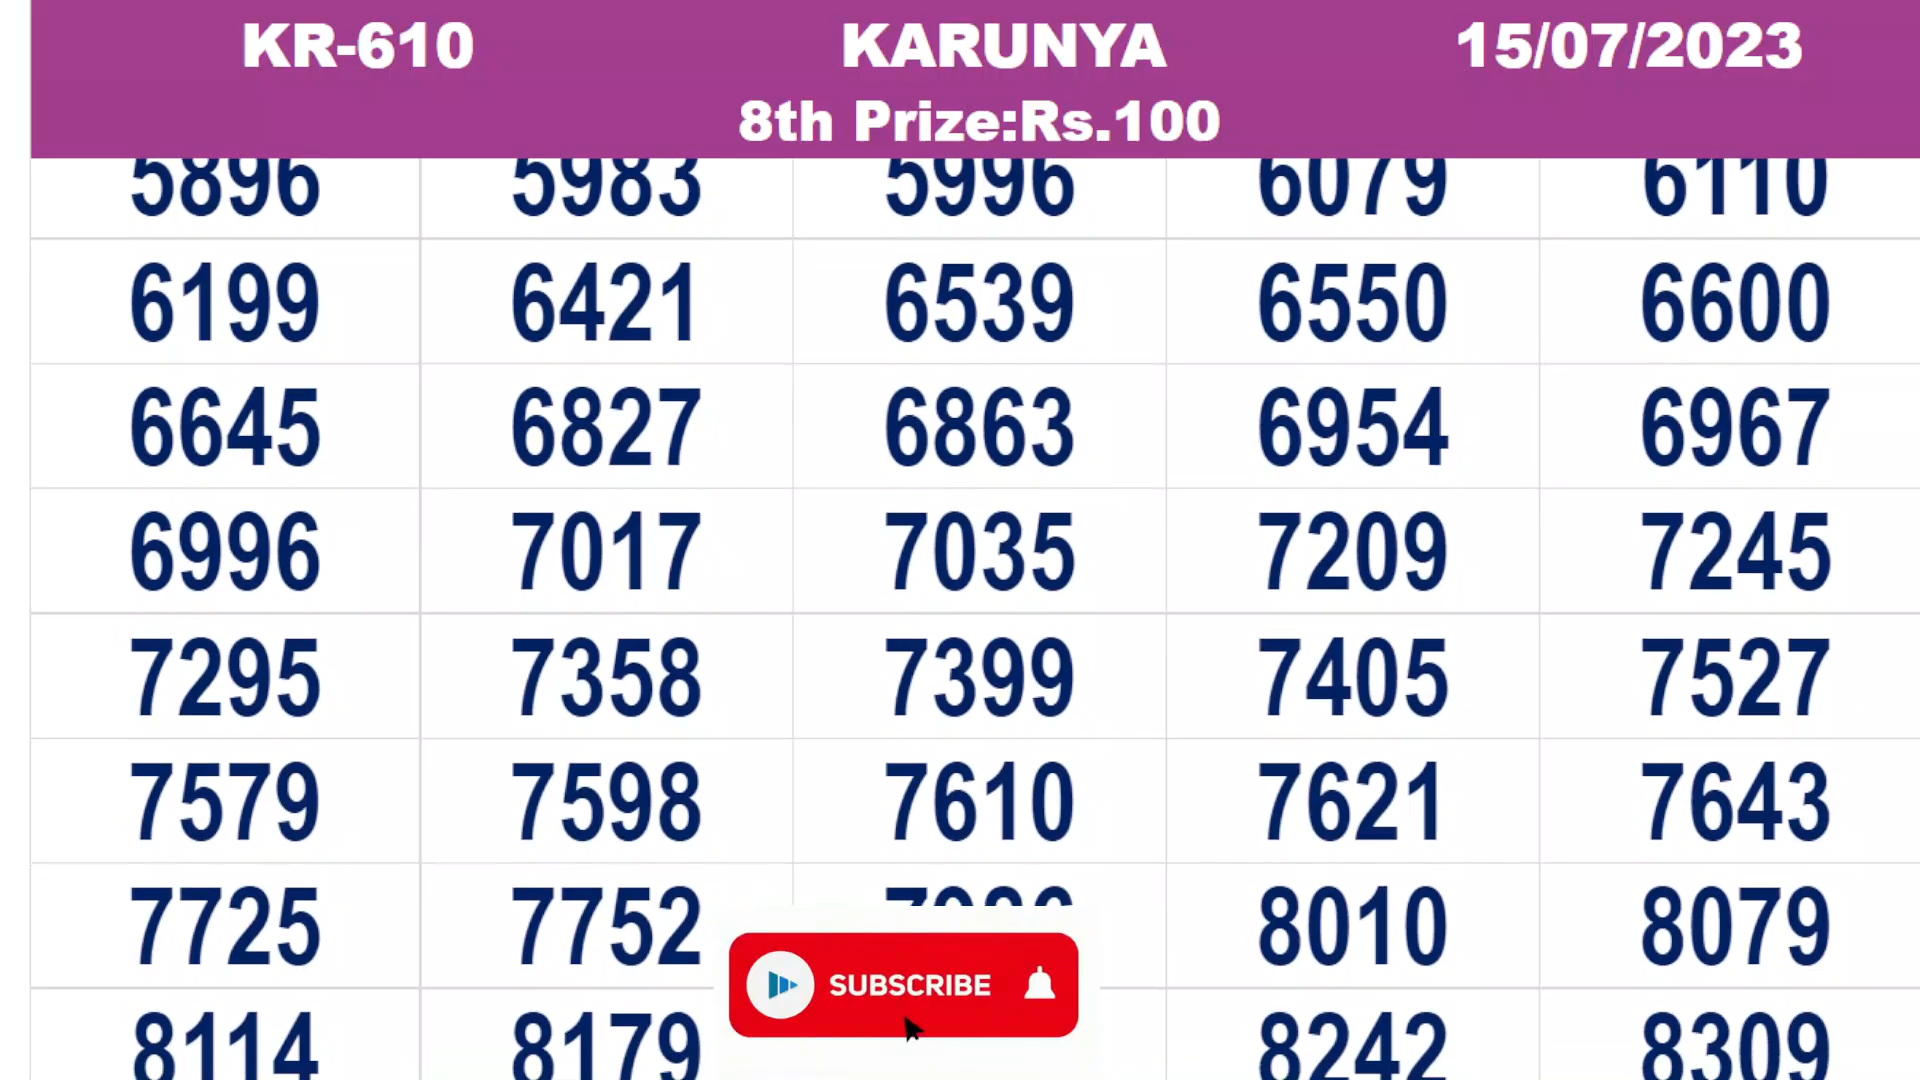 KR-610 KARUNYA 15/07/2023
8th Prize:Rs.100
5896 5983 5996 6079 6110
6199 6421 6539 6550 6600
6645 6827 6863 6954 6967
6996 7017 7035 7209 7245
7295 7358 7399 7405 7527
7579 7598 7610 7621 7643
7725 7752 8010 8079
SUBSCRIBE
8114 8179 8242 8309